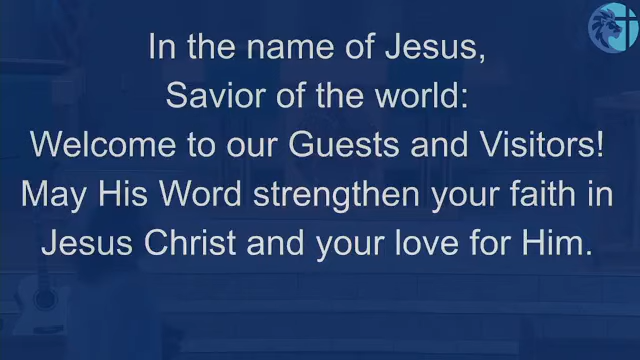 In the name of Jesus,
Savior of the world:
Welcome to our Guests and Visitors!
May His Word strengthen your faith in
Jesus Christ and your love for Him.